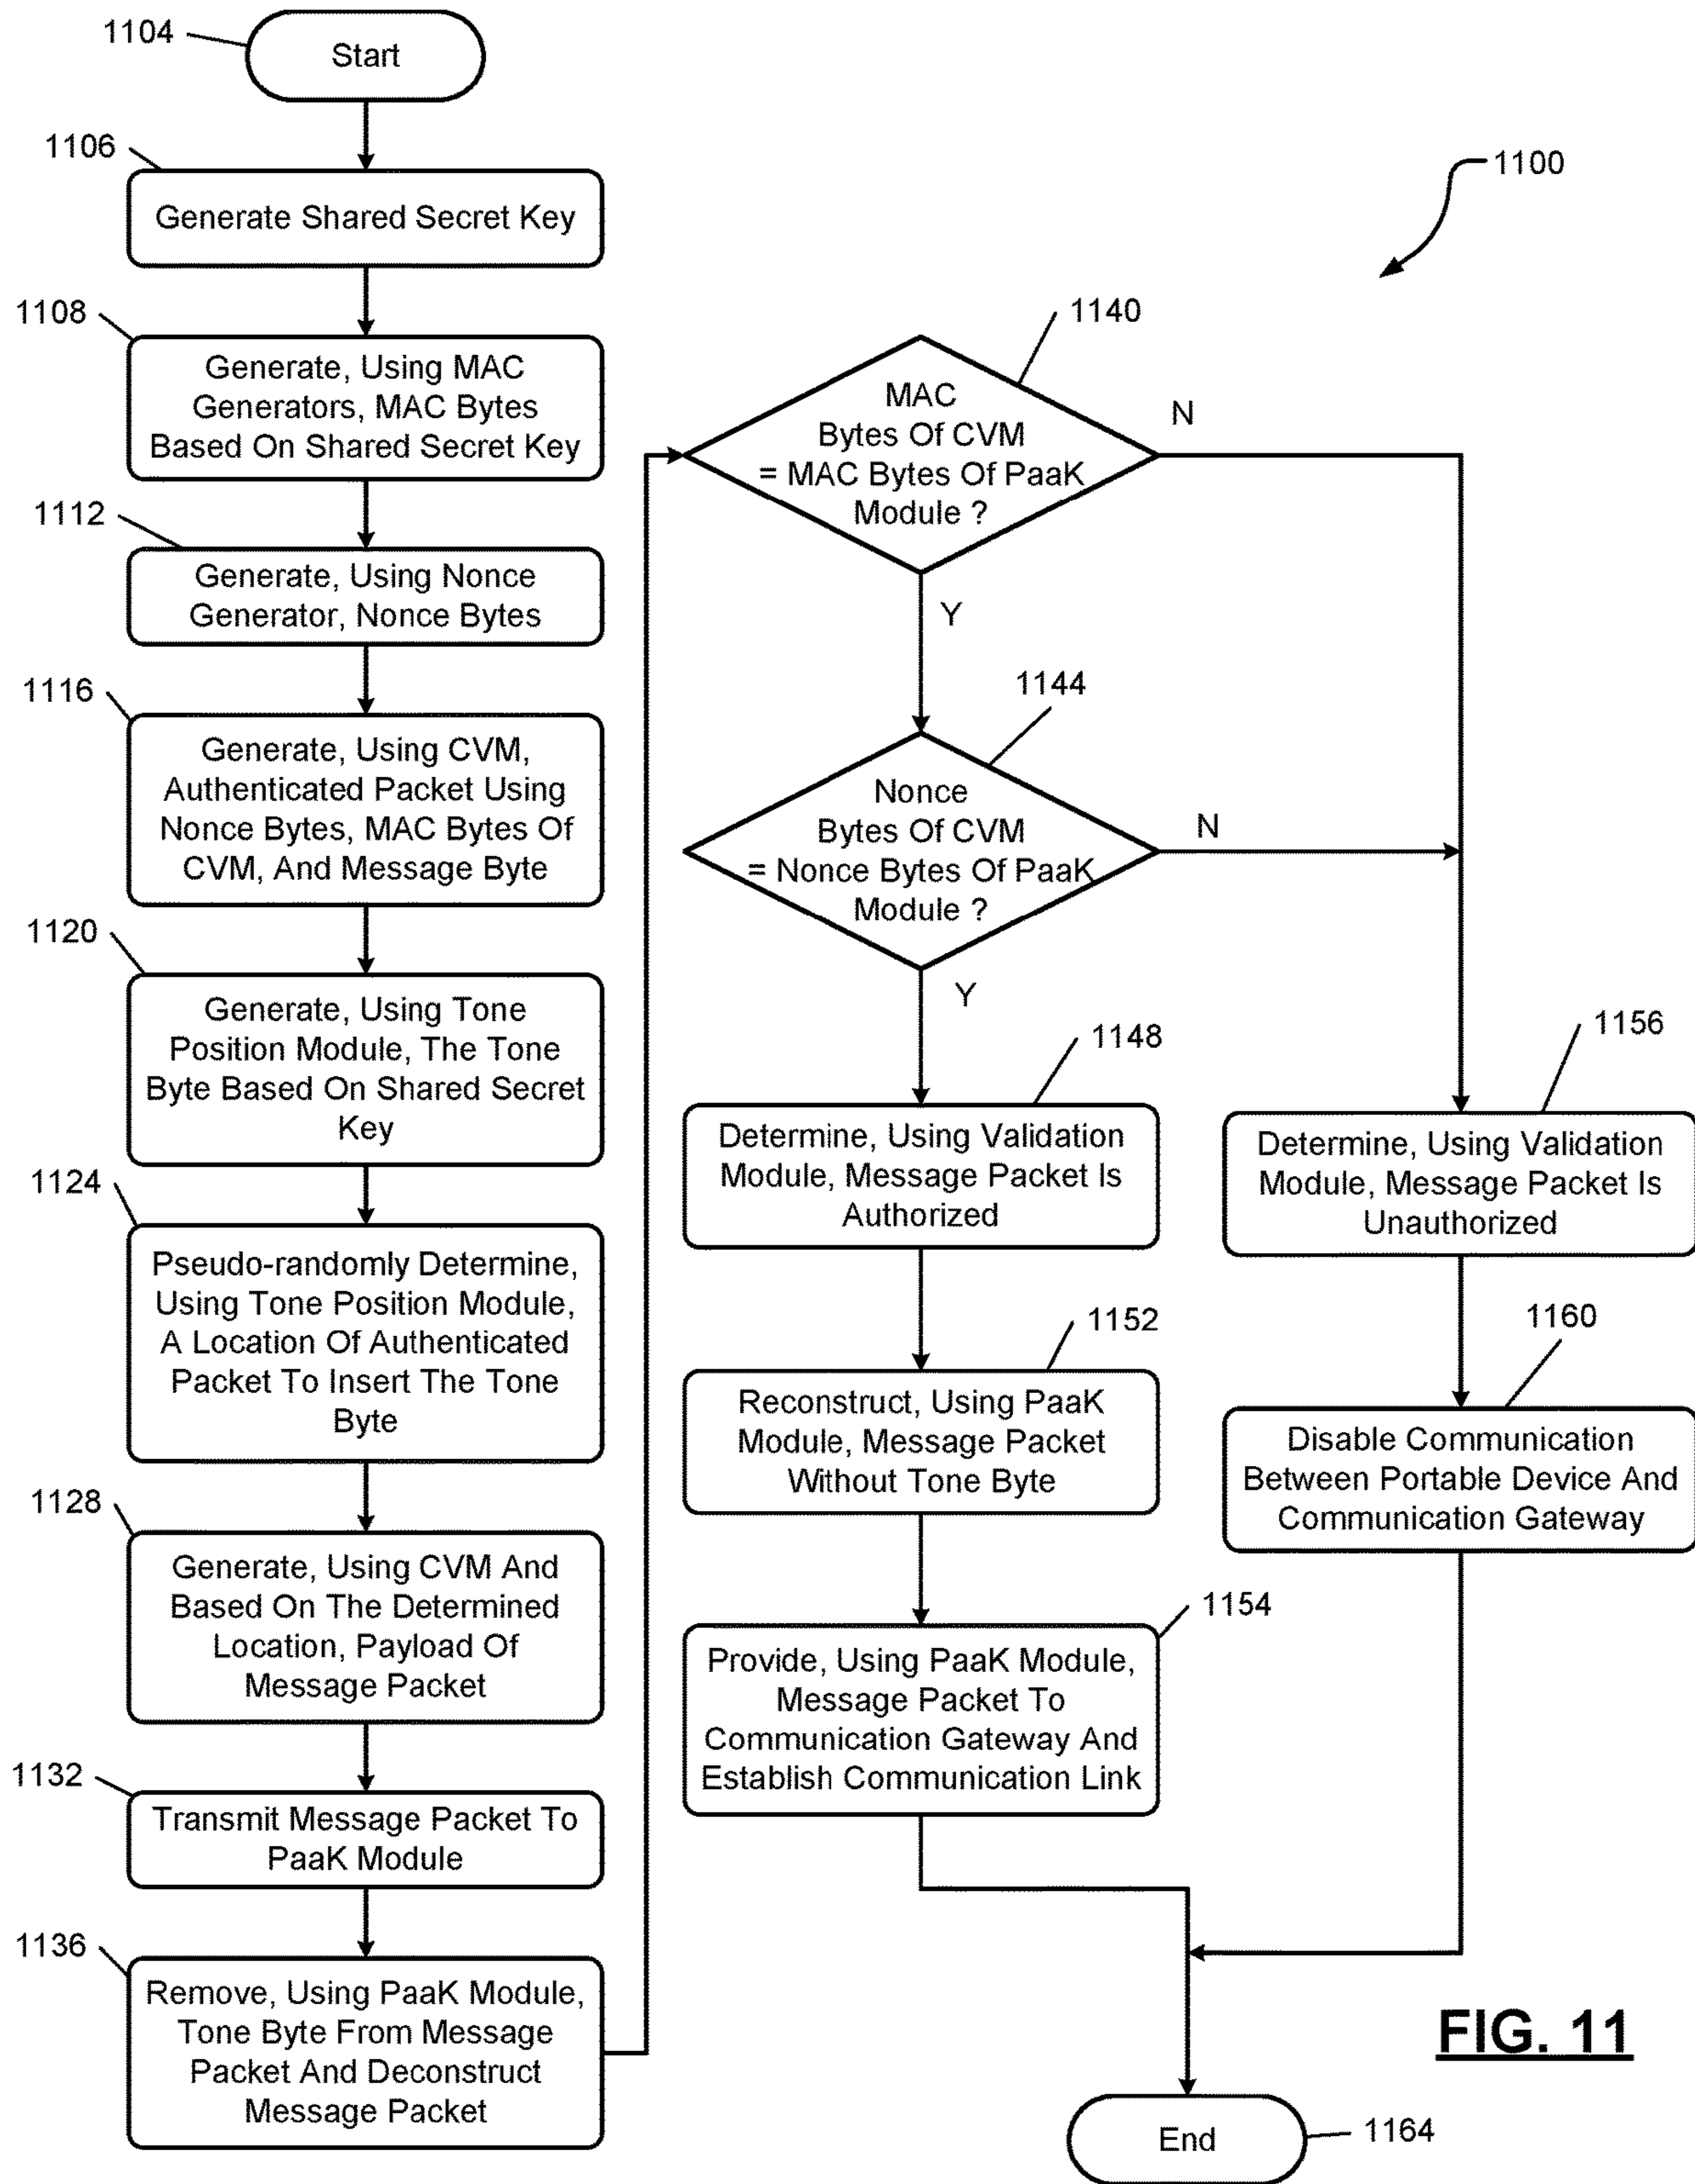 1104
Start
1106
Generate Shared Secret Key
1108
Generate, Using MAC
Generators, MAC Bytes
Based On Shared Secret Key
1112
Generate, Using Nonce
Generator, Nonce Bytes
1116
Generate, Using CVM,
Authenticated Packet Using
Nonce Bytes, MAC Bytes Of
CVM, And Message Byte
1120
Generate, Using Tone
Position Module, The Tone
Byte Based On Shared Secret
Key
1124
Pseudo-randomly Determine,
Using Tone Position Module,
A Location Of Authenticated
Packet To Insert The Tone
Byte
1128
Generate, Using CVM And
Based On The Determined
Location, Payload Of
Message Packet
1132
Transmit Message Packet To
PaaK Module
1136
Remove, Using PaaK Module,
Tone Byte From Message
Packet And Deconstruct
Message Packet
1100
1140
MAC
Bytes Of CVM
= MAC Bytes Of PaaK
Module ?
N
Y
1144
Nonce
Bytes Of CVM
= Nonce Bytes Of PaaK
Module ?
N
Y
1148
Determine, Using Validation
Module, Message Packet Is
Authorized
1152
Reconstruct, Using PaaK
Module, Message Packet
Without Tone Byte
1154
Provide, Using PaaK Module,
Message Packet To
Communication Gateway And
Establish Communication Link
1156
Determine, Using Validation
Module, Message Packet Is
Unauthorized
1160
Disable Communication
Between Portable Device And
Communication Gateway
End
1164
FIG. 11